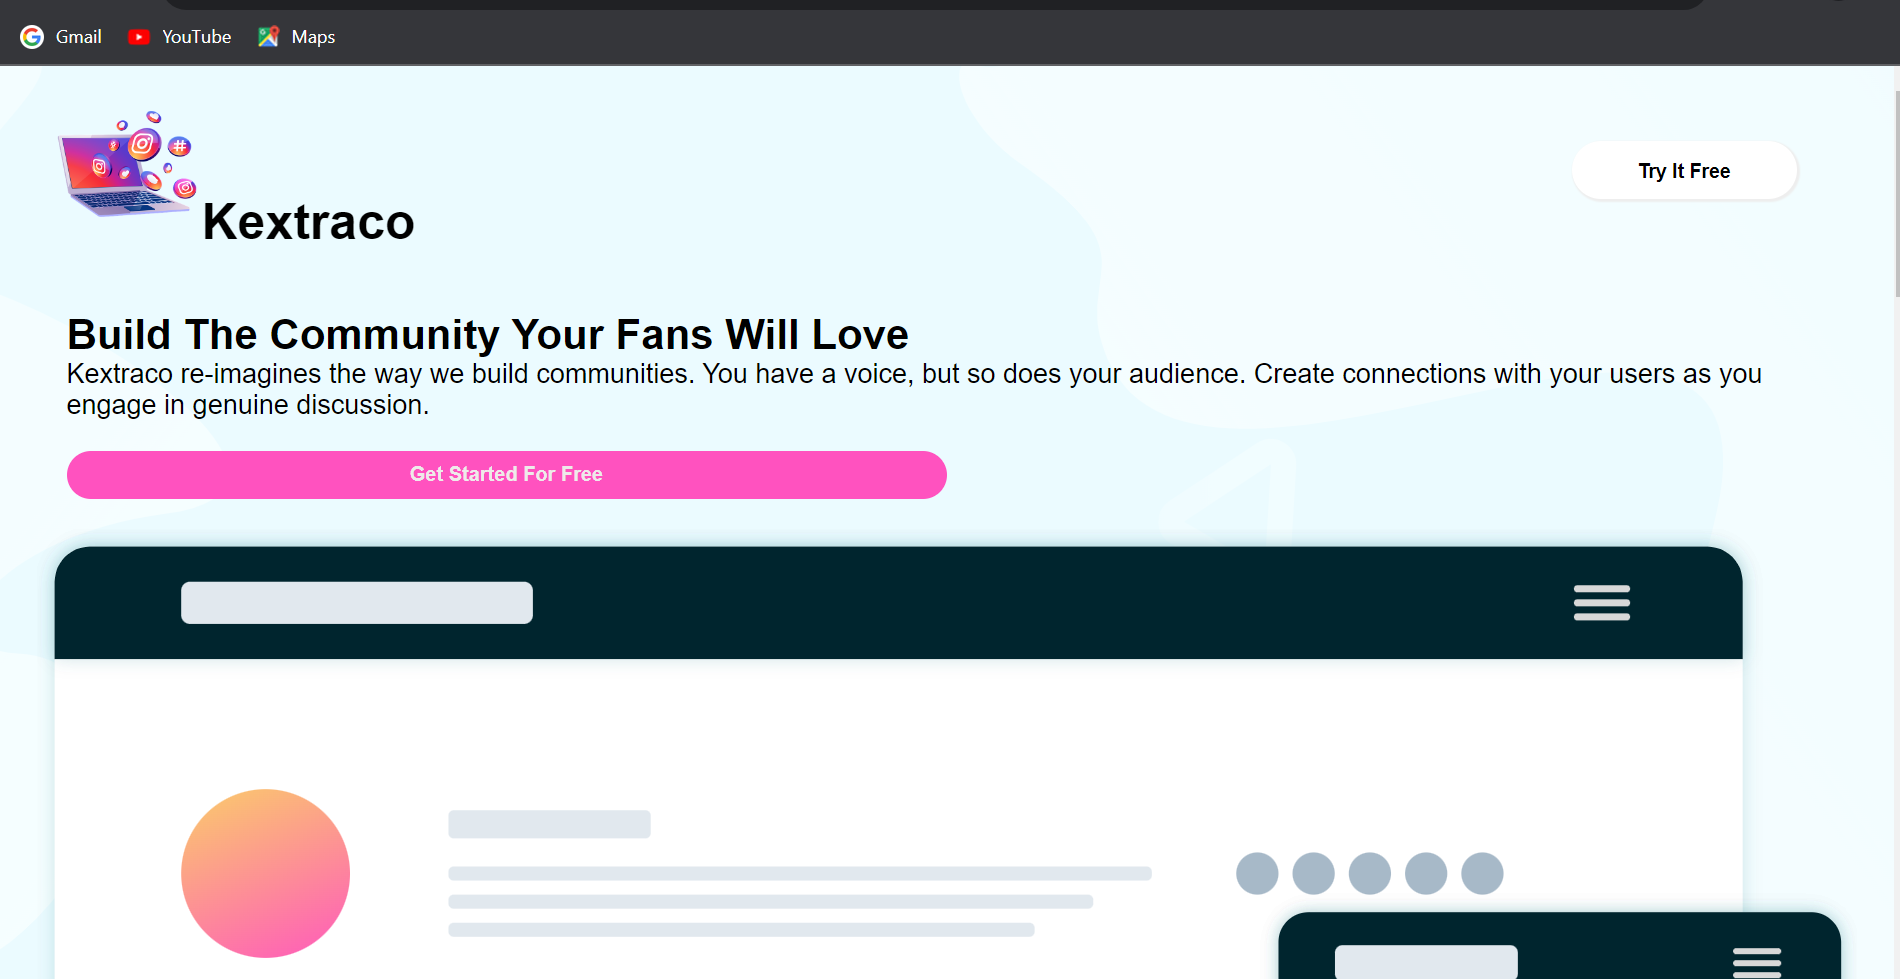 Gmail YouTube Maps
Try It Free
Kextraco
Build The Community Your Fans Will Love
Kextraco re-imagines the way we build communities. You have a voice, but so does your audience. Create connections with your users as you
engage in genuine discussion.
Get Started For Free